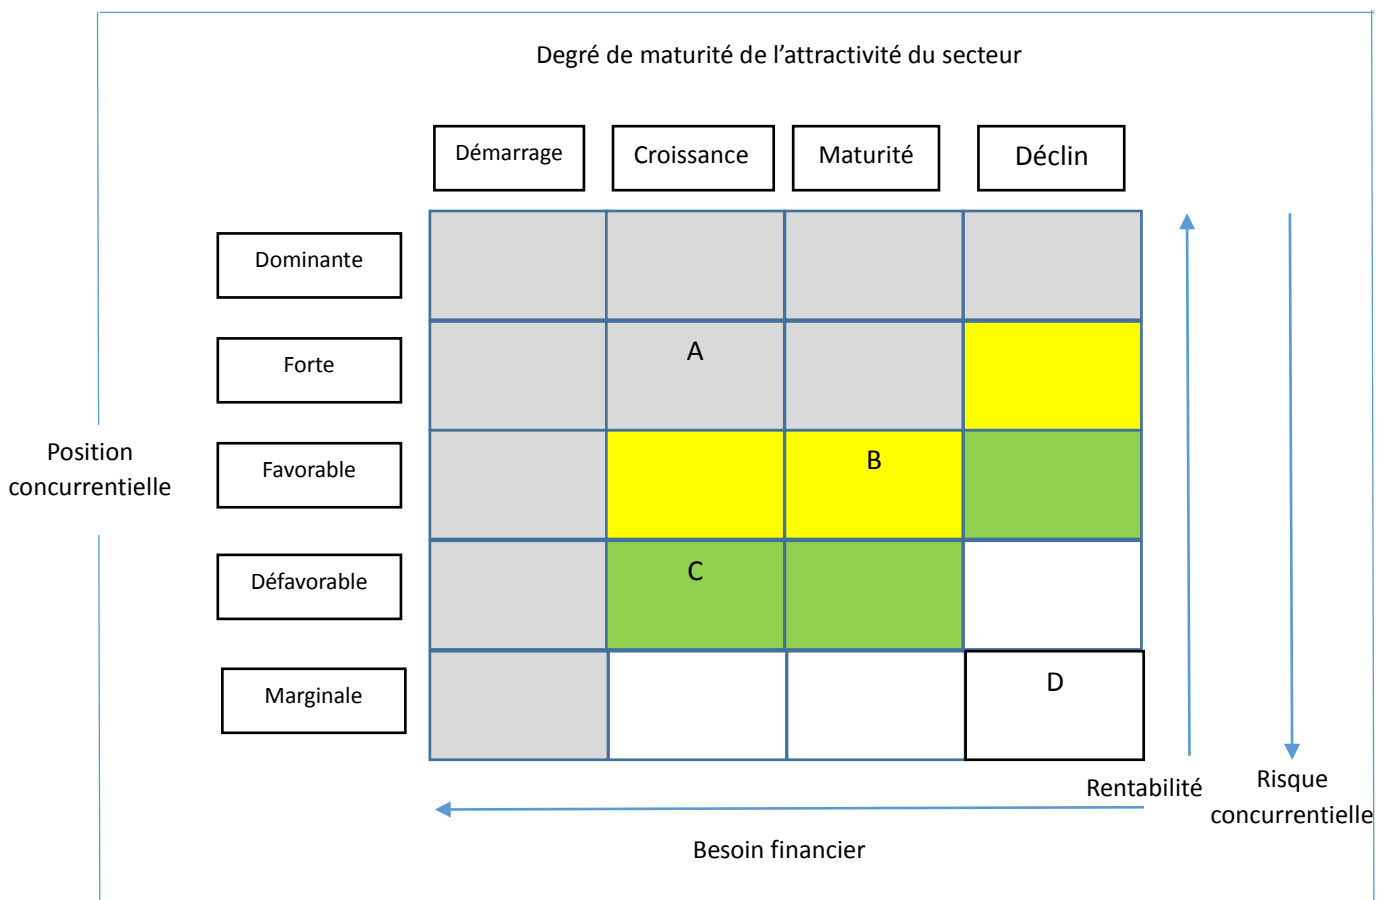 Degré de maturité de l’attractivité du secteur
Démarrage
Croissance
Maturité
Déclin
Dominante
Forte
A
Position
concurrentielle
Favorable
B
Défavorable
C
Marginale
D
Rentabilité
Risque
concurrentielle
Besoin financier